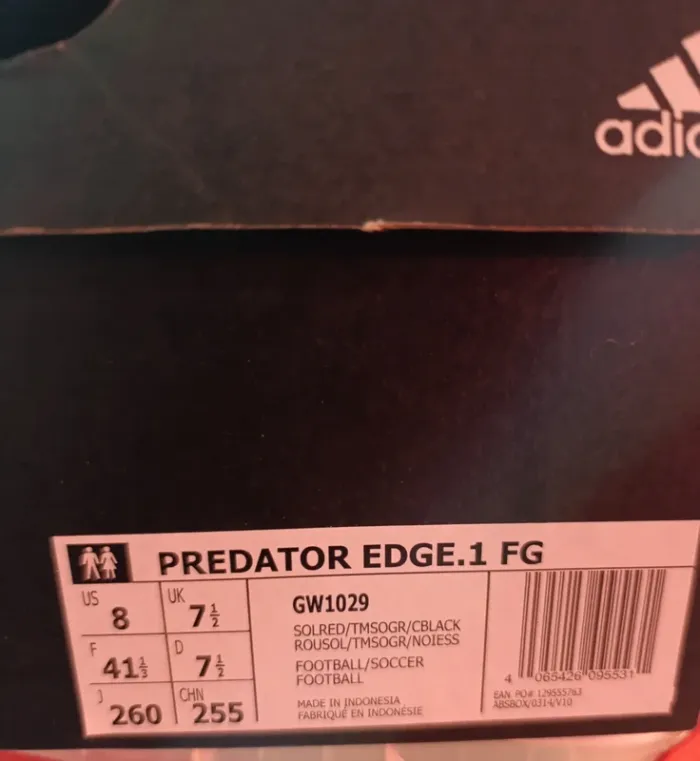 adid
PREDATOR EDGE.1 FG
US 8
UK 7½
F 41⅓
D 7½
J 260
CHN 255
GW1029
SOLRED/TMSOGR/CBLACK
ROUSOL/TMSOGR/NOIESS
FOOTBALL/SOCCER
FOOTBALL
MADE IN INDONESIA
FABRIQUÉ EN INDONÉSIE
4 065426 095531
EAN PO# 129555763
ABSBOX/0314/V10